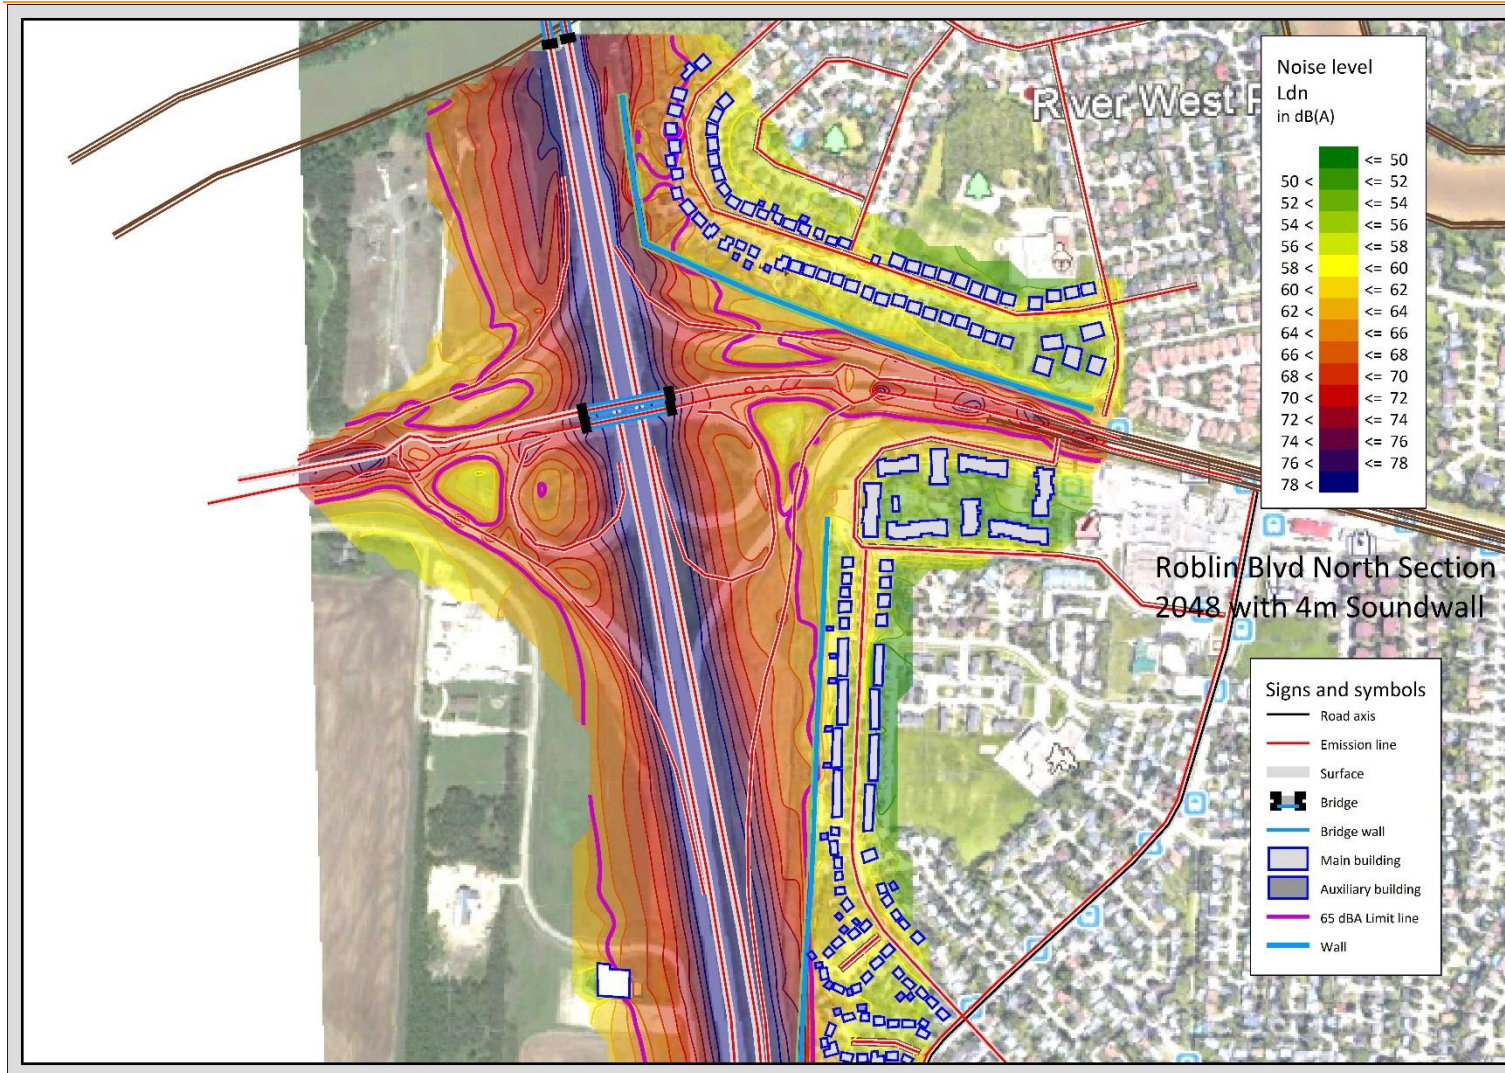 River West P
Noise level
Ldn
in dB(A)
<= 50
50 < <= 52
52 < <= 54
54 < <= 56
56 < <= 58
58 < <= 60
60 < <= 62
62 < <= 64
64 < <= 66
66 < <= 68
68 < <= 70
70 < <= 72
72 < <= 74
74 < <= 76
76 < <= 78
78 <
Roblin Blvd North Section
2048 with 4m Soundwall
Signs and symbols
Road axis
Emission line
Surface
Bridge
Bridge wall
Main building
Auxiliary building
65 dBA Limit line
Wall